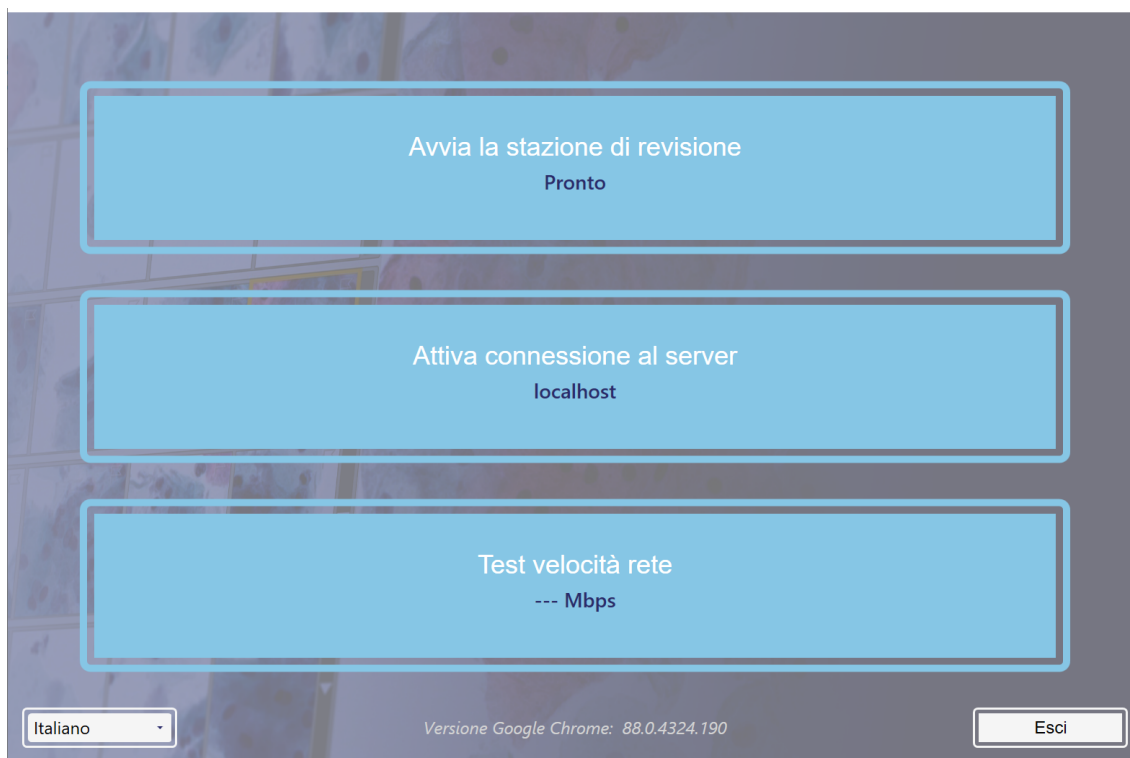 Avvia la stazione di revisione
Pronto
Attiva connessione al server
localhost
Test velocità rete
--- Mbps
Italiano
Versione Google Chrome: 88.0.4324.190
Esci